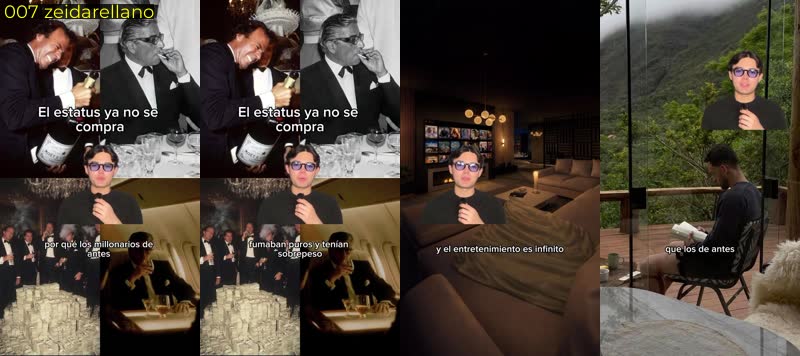 007 zeidarellano
El estatus ya no se
compra
por qué los millonarios de
antes
El estatus ya no se
compra
fumaban puros y tenían
sobrepeso
y el entretenimiento es infinito
que los de antes